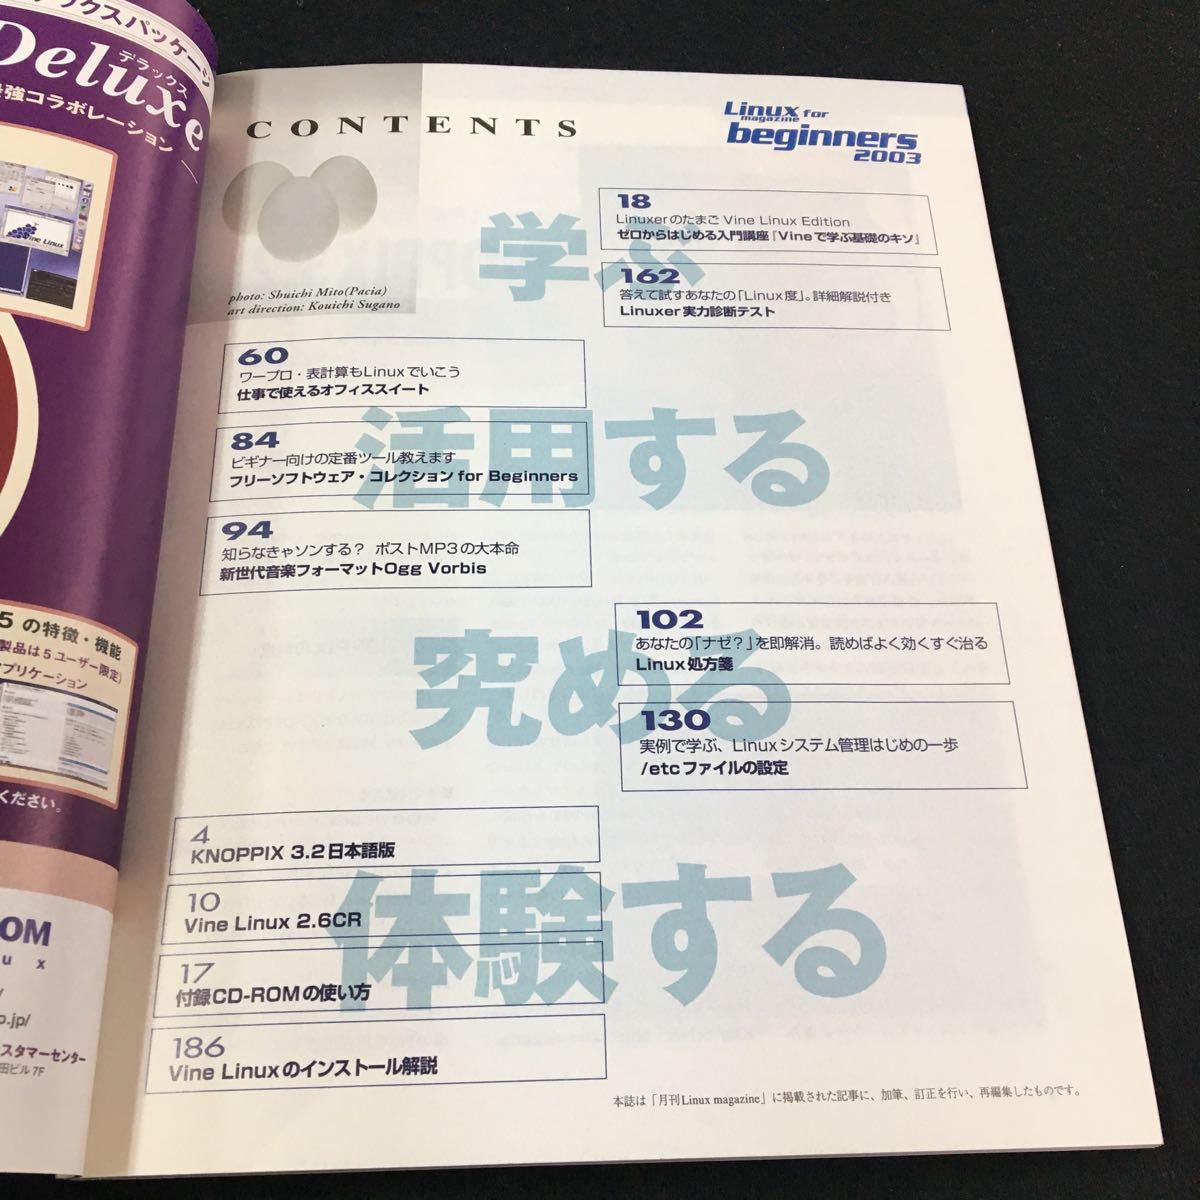 Deluxe
デラックス
コラボレーション
Vine Linux
5 の特徴・機能
製品は5ユーザー限定)
プリケーション
ください。
OM
u x
p.jp/
スタマーセンター
田ビル 7F
CONTENTS
Linux for
magazine
beginners
2003
photo: Shuichi Mito(Pacia)
art direction: Kouichi Sugano
学ぶ
18
Linuxerのたまご Vine Linux Edition
ゼロからはじめる入門講座「Vineで学ぶ基礎のキソ」
162
答えて試すあなたの「Linux度」。詳細解説付き
Linuxer実力診断テスト
活用する
60
ワープロ・表計算もLinuxでいこう
仕事で使えるオフィススイート
84
ビギナー向けの定番ツール教えます
フリーソフトウェア・コレクション for Beginners
94
知らなきゃソンする? ポストMP3の大本命
新世代音楽フォーマットOgg Vorbis
究める
102
あなたの「ナゼ?」を即解消。読めばよく効くすぐ治る
Linux処方箋
130
実例で学ぶ、Linuxシステム管理はじめの一歩
/etcファイルの設定
体験する
4
KNOPPIX 3.2日本語版
10
Vine Linux 2.6CR
17
付録CD-ROMの使い方
186
Vine Linuxのインストール解説
本誌は「月刊Linux magazine」に掲載された記事に、加筆、訂正を行い、再編集したものです。